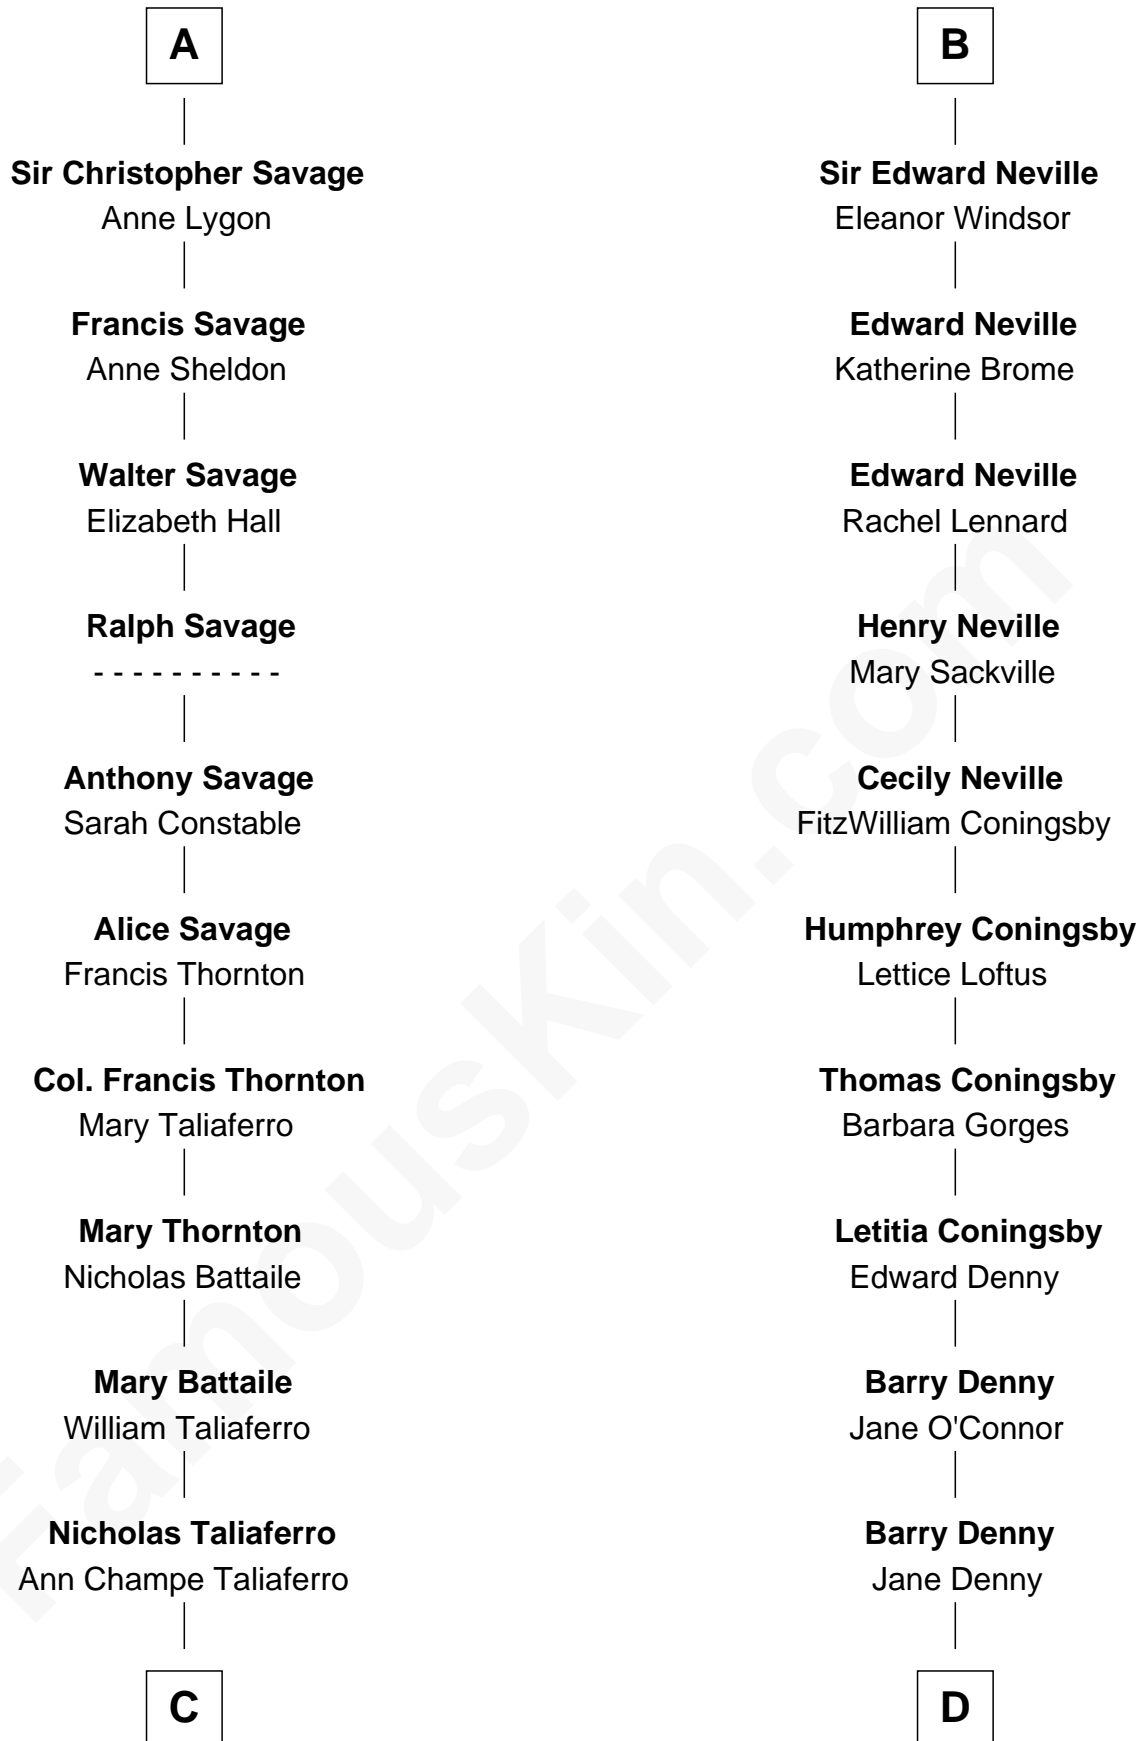 A
Sir Christopher Savage
Anne Lygon
Francis Savage
Anne Sheldon
Walter Savage
Elizabeth Hall
Ralph Savage
- - - - - - - - - -
Anthony Savage
Sarah Constable
Alice Savage
Francis Thornton
Col. Francis Thornton
Mary Taliaferro
Mary Thornton
Nicholas Battaile
Mary Battaile
William Taliaferro
Nicholas Taliaferro
Ann Champe Taliaferro
C
B
Sir Edward Neville
Eleanor Windsor
Edward Neville
Katherine Brome
Edward Neville
Rachel Lennard
Henry Neville
Mary Sackville
Cecily Neville
FitzWilliam Coningsby
Humphrey Coningsby
Lettice Loftus
Thomas Coningsby
Barbara Gorges
Letitia Coningsby
Edward Denny
Barry Denny
Jane O'Connor
Barry Denny
Jane Denny
D
FamousKin.com